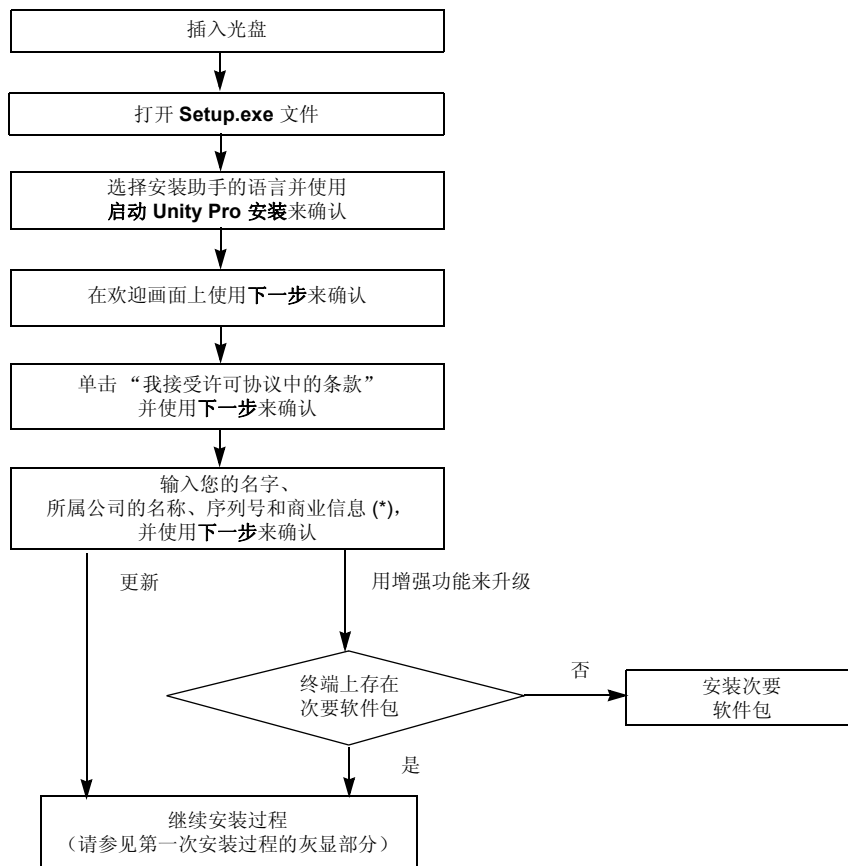 插入光盘
打开 Setup.exe 文件
选择安装助手的语言并使用
启动 Unity Pro 安装来确认
在欢迎画面上使用下一步来确认
单击 “我接受许可协议中的条款”
并使用下一步来确认
输入您的名字、
所属公司的名称、序列号和商业信息 (*)，
并使用下一步来确认
更新
用增强功能来升级
终端上存在
次要软件包
否
安装次要
软件包
是
继续安装过程
（请参见第一次安装过程的灰显部分）